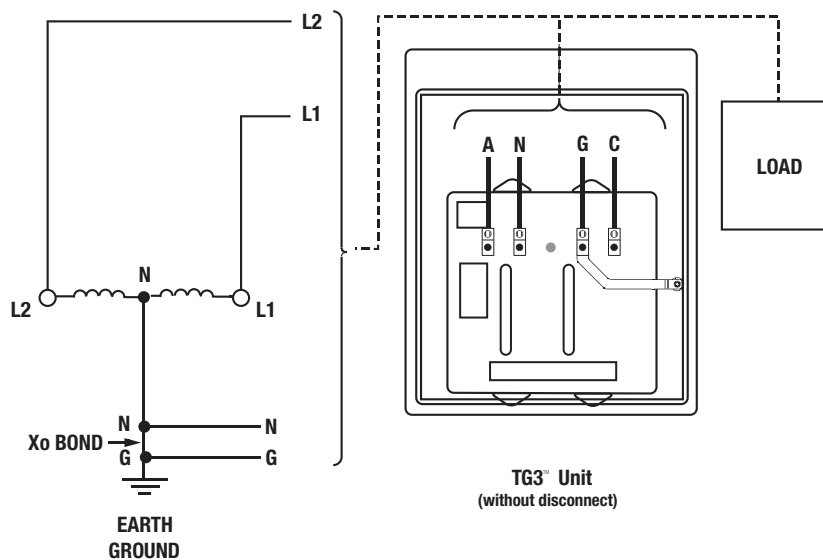 L2
L1
A N G C
LOAD
N
L2
L1
N
N
Xo BOND
G
G
TG3™ Unit
(without disconnect)
EARTH
GROUND